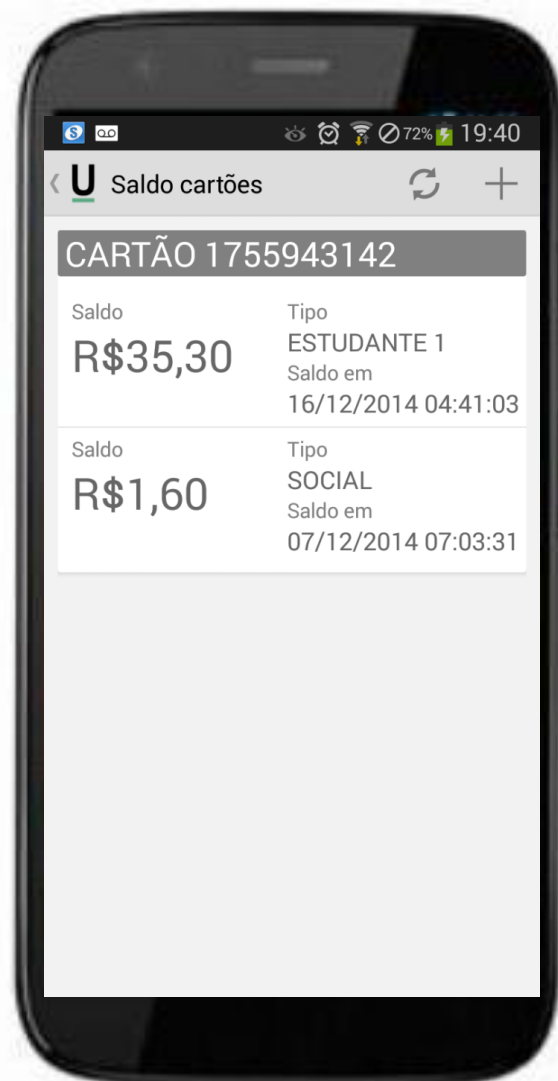 72% 19:40
U Saldo cartões
CARTÃO 1755943142
Saldo
R$35,30
Tipo
ESTUDANTE 1
Saldo em
16/12/2014 04:41:03
Saldo
R$1,60
Tipo
SOCIAL
Saldo em
07/12/2014 07:03:31